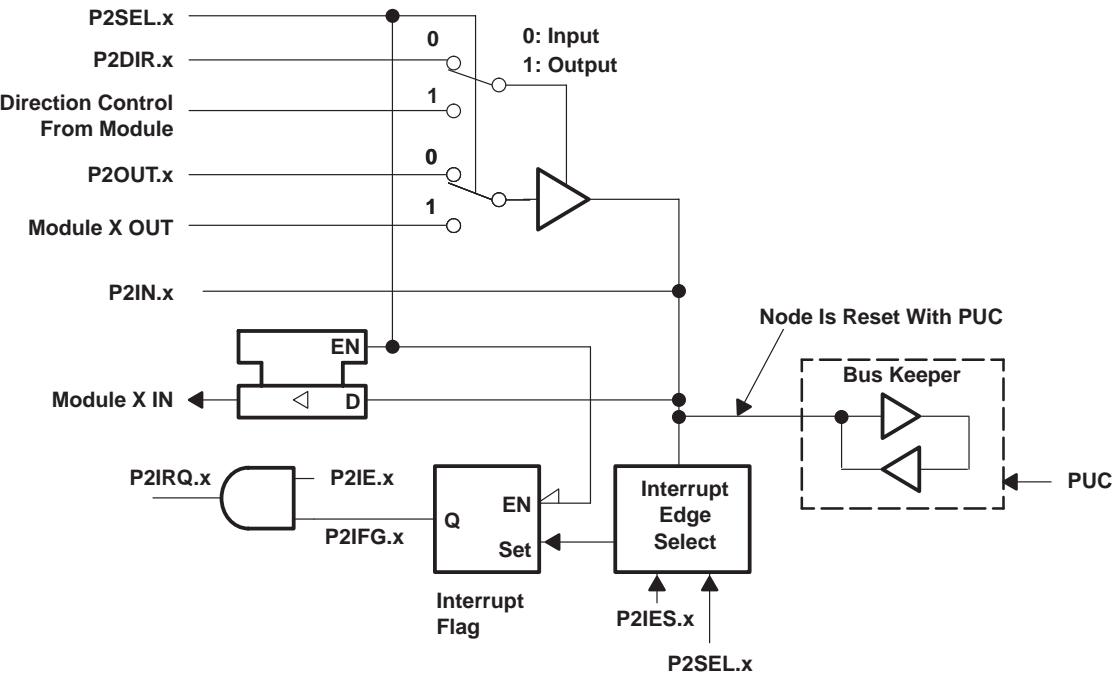 P2SEL.x
0
0: Input
1: Output
P2DIR.x
1
Direction Control
From Module
0
P2OUT.x
1
Module X OUT
P2IN.x
Node Is Reset With PUC
EN
Bus Keeper
Module X IN
D
P2IRQ.x
P2IE.x
P2IFG.x
Q
EN
Set
Interrupt
Edge
Select
PUC
Interrupt
Flag
P2IES.x
P2SEL.x